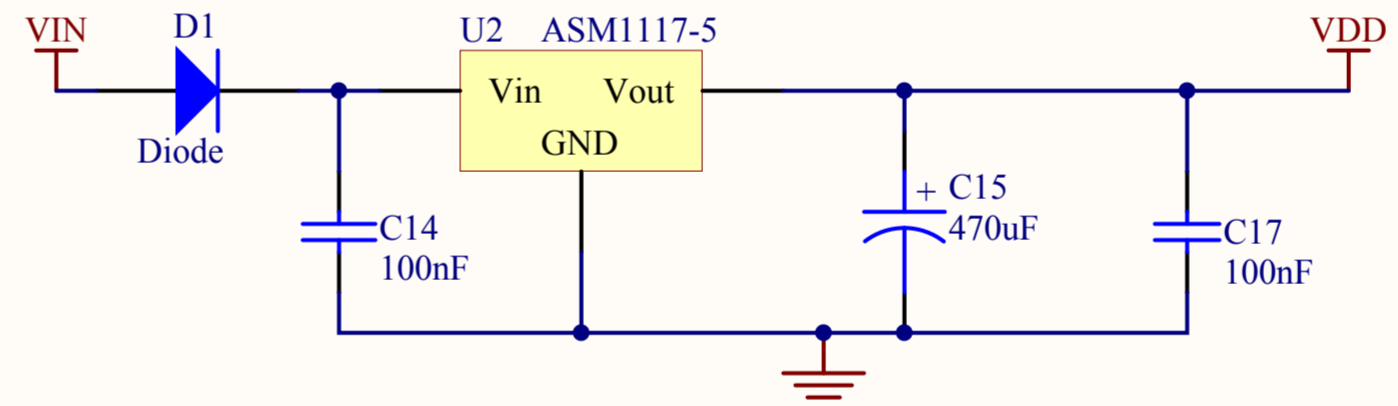 VIN
D1
Diode
U2 ASM1117-5
Vin Vout
GND
VDD
C14
100nF
+ C15
470uF
C17
100nF